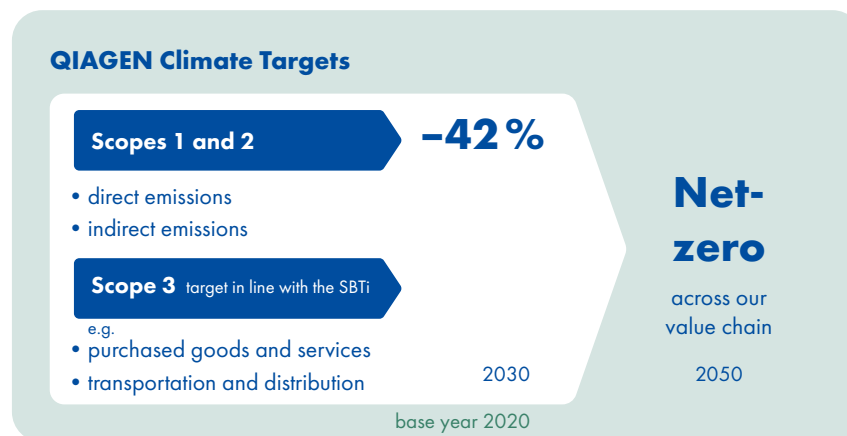 QIAGEN Climate Targets
Scopes 1 and 2
–42 %
• direct emissions
• indirect emissions
Scope 3 target in line with the SBTi
e.g.
• purchased goods and services
• transportation and distribution
2030
base year 2020
Net-
zero
across our
value chain
2050